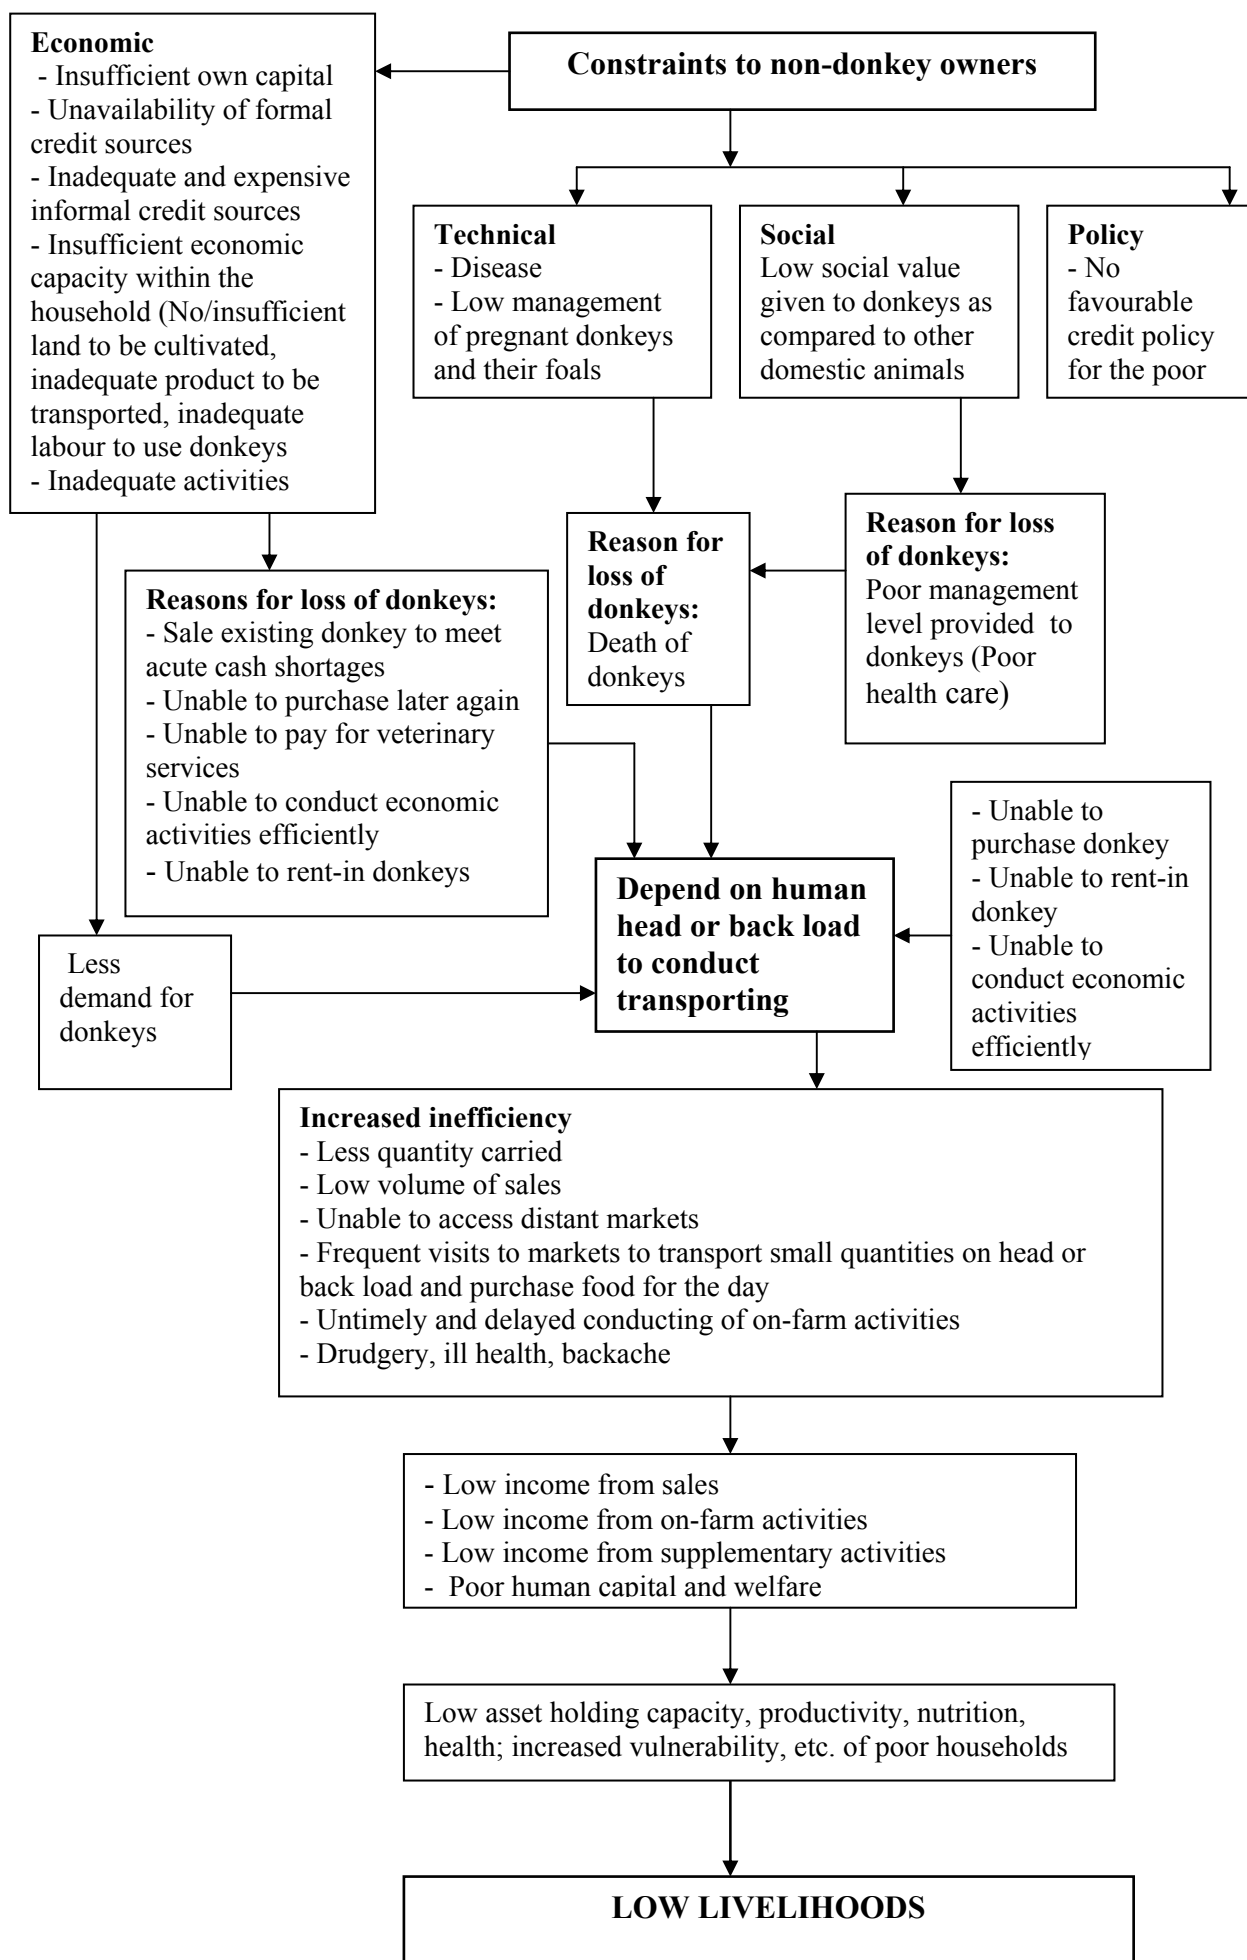 Constraints to non-donkey owners
Economic
- Insufficient own capital
- Unavailability of formal
credit sources
- Inadequate and expensive
informal credit sources
- Insufficient economic
capacity within the
household (No/insufficient
land to be cultivated,
inadequate product to be
transported, inadequate
labour to use donkeys
- Inadequate activities
Technical
- Disease
- Low management
of pregnant donkeys
and their foals
Social
Low social value
given to donkeys as
compared to other
domestic animals
Policy
- No
favourable
credit policy
for the poor
Reasons for loss of donkeys:
- Sale existing donkey to meet
acute cash shortages
- Unable to purchase later again
- Unable to pay for veterinary
services
- Unable to conduct economic
activities efficiently
- Unable to rent-in donkeys
Reason for
loss of
donkeys:
Death of
donkeys
Reason for loss
of donkeys:
Poor management
level provided to
donkeys (Poor
health care)
Less
demand for
donkeys
Depend on human
head or back load
to conduct
transporting
- Unable to
purchase donkey
- Unable to rent-in
donkey
- Unable to
conduct economic
activities
efficiently
Increased inefficiency
- Less quantity carried
- Low volume of sales
- Unable to access distant markets
- Frequent visits to markets to transport small quantities on head or
back load and purchase food for the day
- Untimely and delayed conducting of on-farm activities
- Drudgery, ill health, backache
- Low income from sales
- Low income from on-farm activities
- Low income from supplementary activities
- Poor human capital and welfare
Low asset holding capacity, productivity, nutrition,
health; increased vulnerability, etc. of poor households
LOW LIVELIHOODS